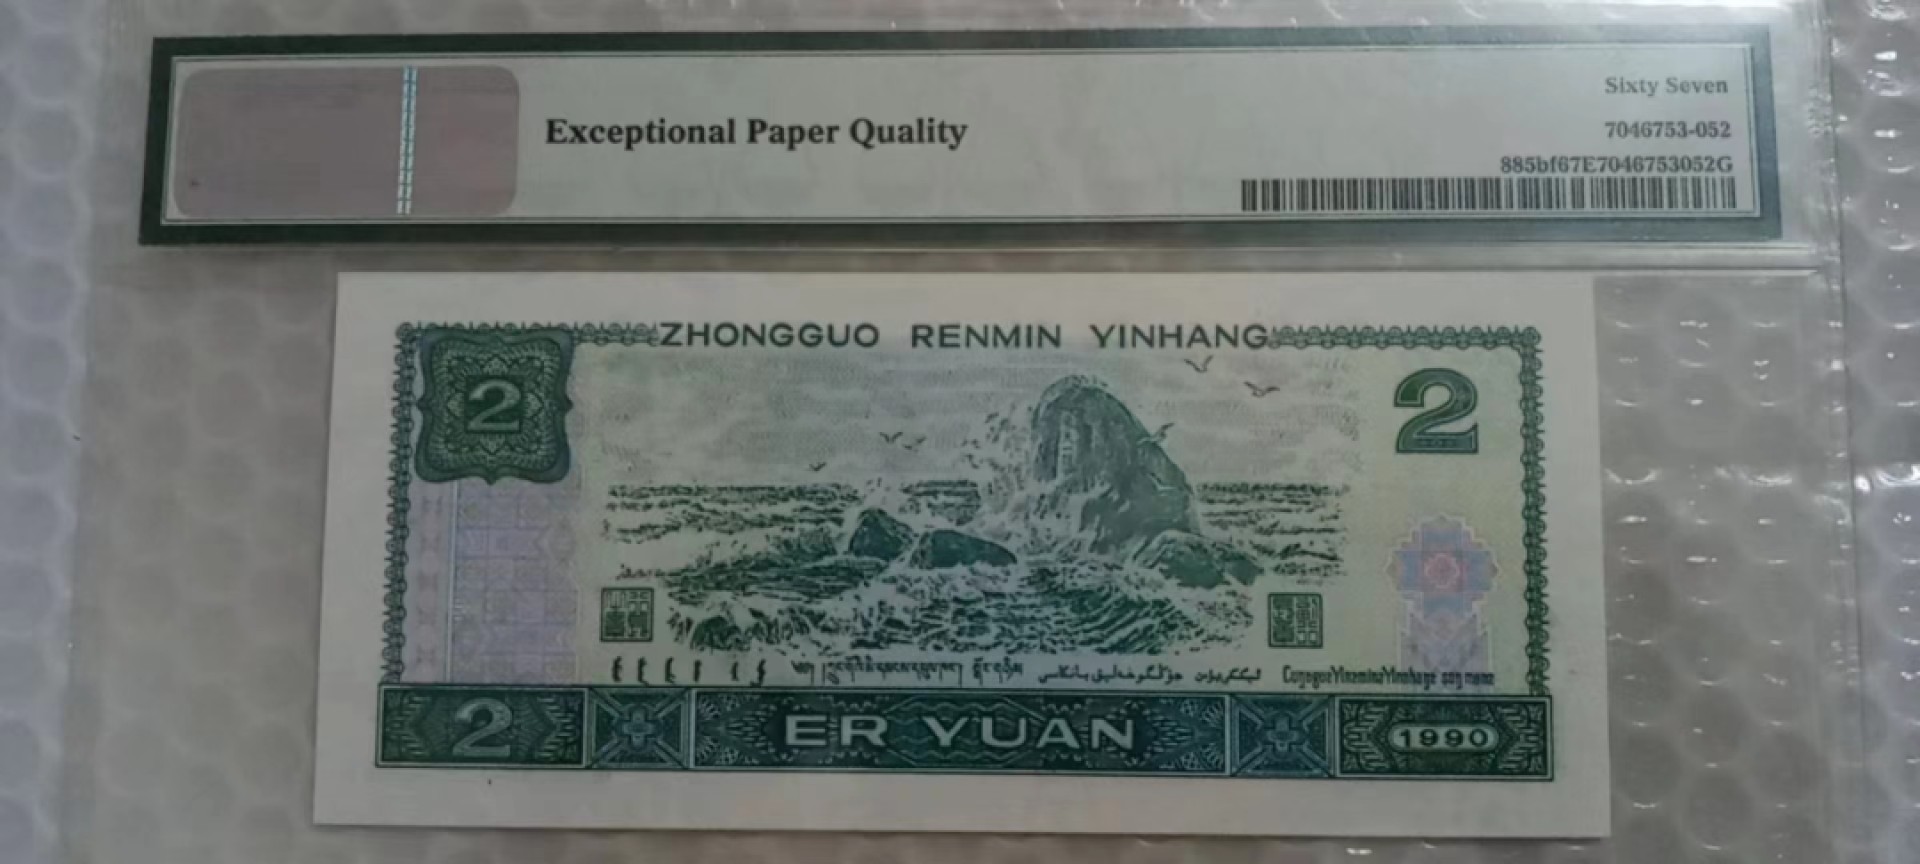 Sixty Seven
Exceptional Paper Quality
7046753-052
885bf67E7046753052G
ZHONGGUO RENMIN YINHANG
2
2
2
ER YUAN
1990